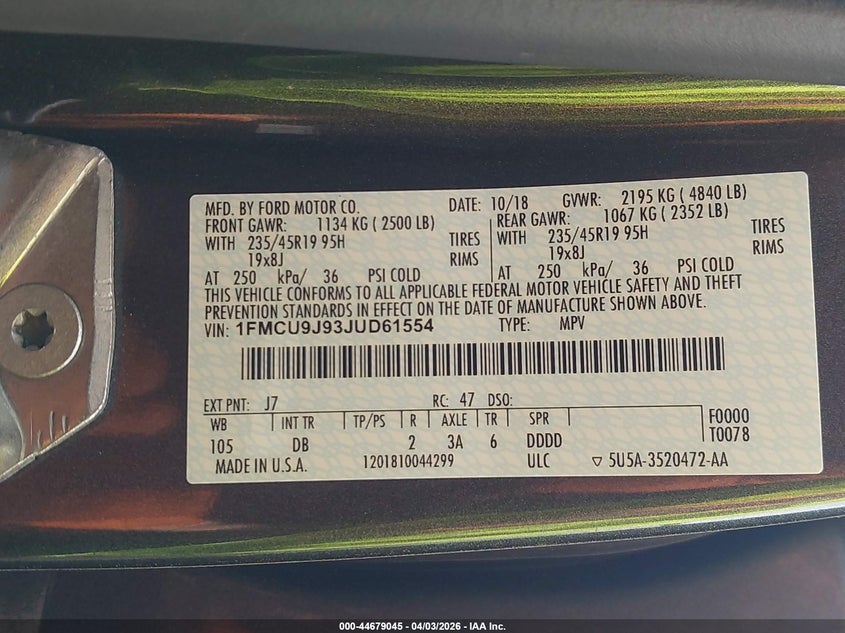 MFD. BY FORD MOTOR CO. DATE: 10/18 GVWR: 2195 KG ( 4840 LB)
FRONT GAWR: 1134 KG ( 2500 LB) REAR GAWR: 1067 KG ( 2352 LB)
WITH 235/45R19 95H TIRES WITH 235/45R19 95H TIRES
19x8J RIMS 19x8J RIMS
AT 250 kPa/ 36 PSI COLD AT 250 kPa/ 36 PSI COLD
THIS VEHICLE CONFORMS TO ALL APPLICABLE FEDERAL MOTOR VEHICLE SAFETY AND THEFT
PREVENTION STANDARDS IN EFFECT ON THE DATE OF MANUFACTURE SHOWN ABOVE.
VIN: 1FMCU9J93JUD61554 TYPE: MPV
EXT PNT: J7 RC: 47 DSO:
WB INT TR TP/PS R AXLE TR SPR F0000
105 DB 2 3A 6 DDDD T0078
MADE IN U.S.A. 1201810044299 ULC ▽ 5U5A-3520472-AA
000-44679045 - 04/03/2026 - IAA Inc.